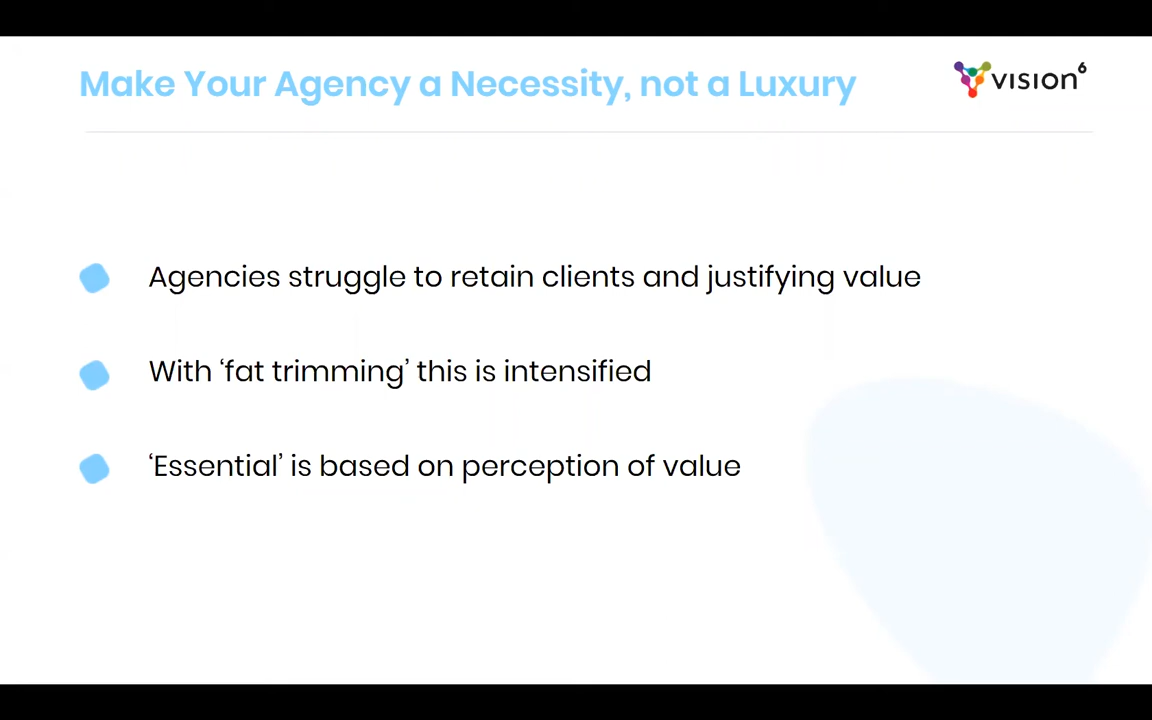 Make Your Agency a Necessity, not a Luxury
vision6
Agencies struggle to retain clients and justifying value
With ‘fat trimming’ this is intensified
‘Essential’ is based on perception of value